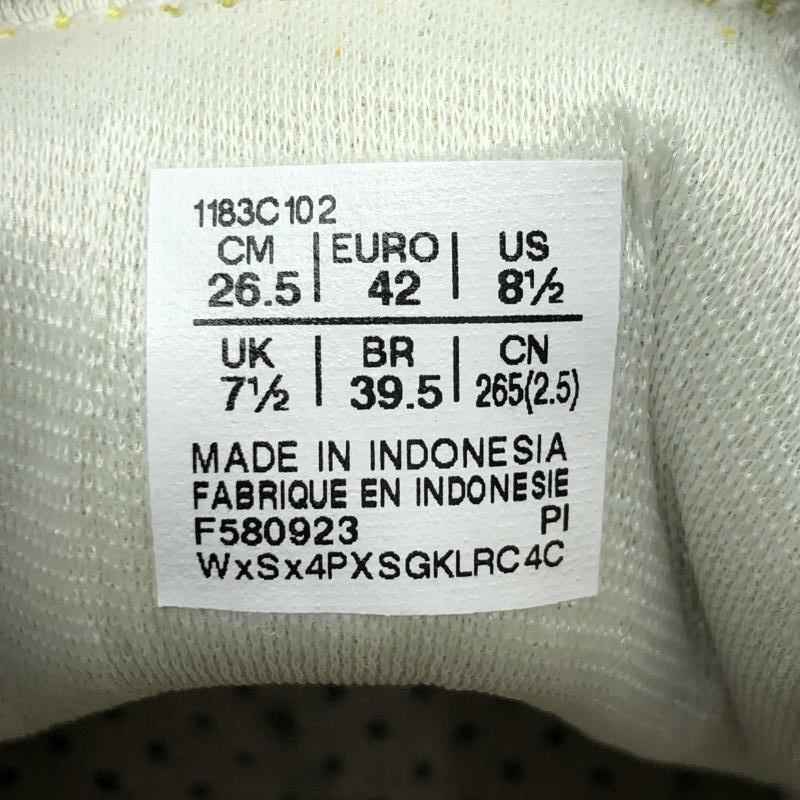 1183C102
CM | EURO | US
26.5 | 42 | 8½
UK | BR | CN
7½ | 39.5 | 265(2.5)
MADE IN INDONESIA
FABRIQUE EN INDONESIE
F580923 PI
WxSx4PXSGKLRC4C